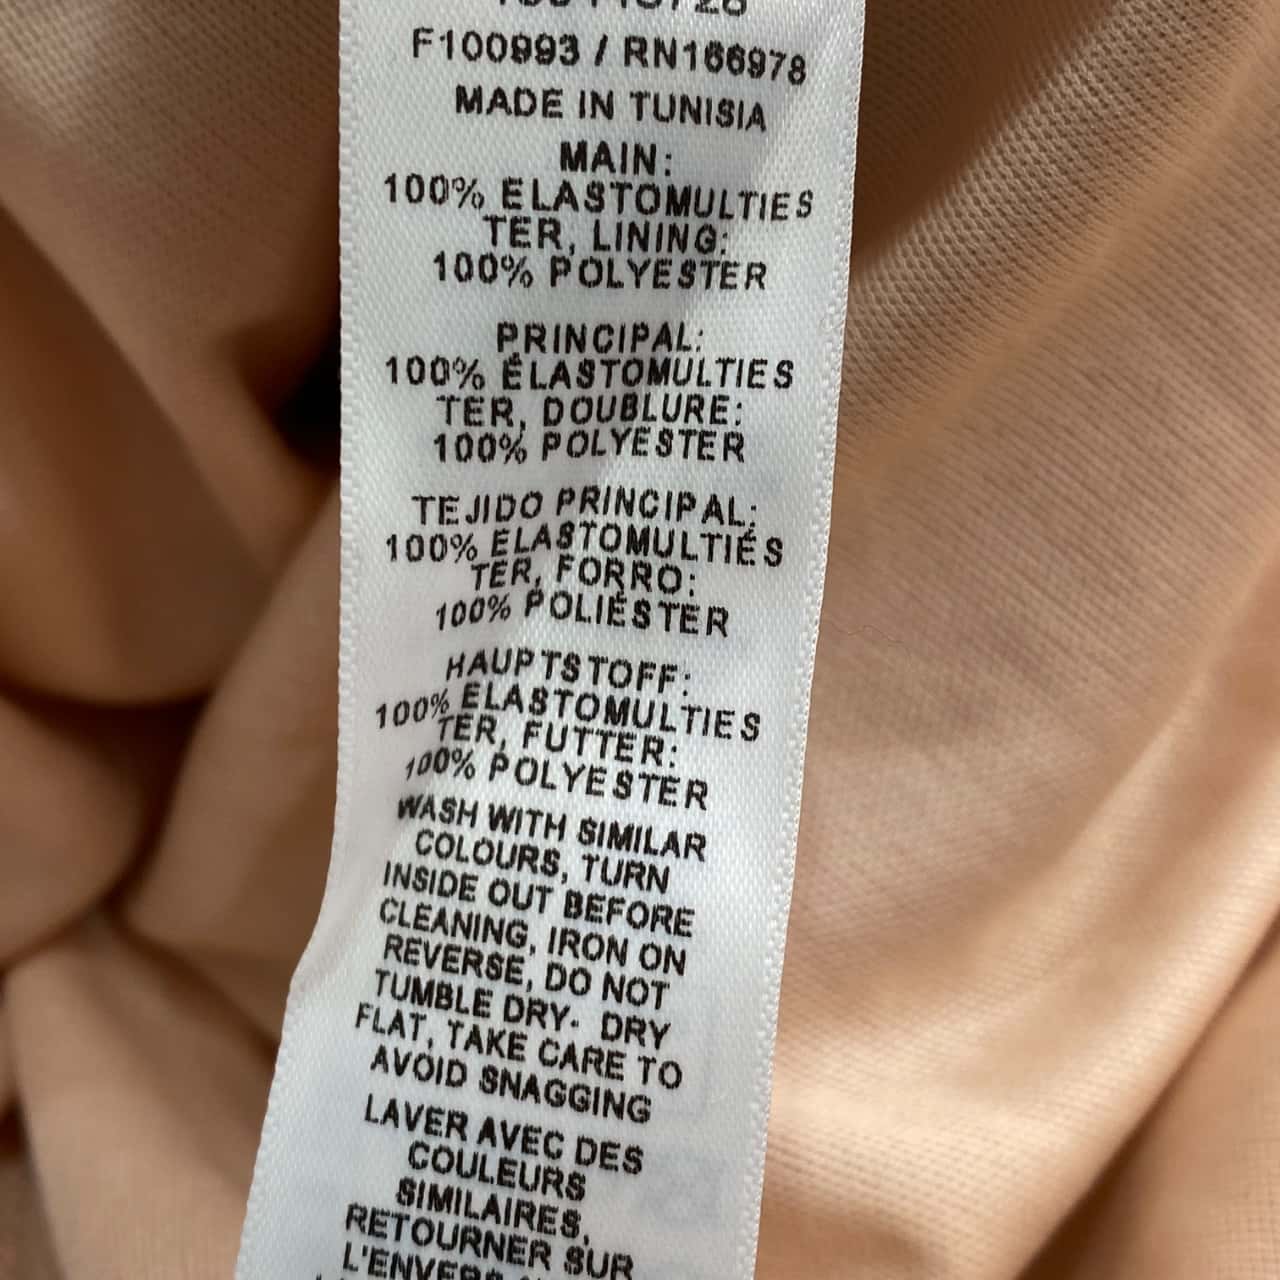 F100993 / RN166978
MADE IN TUNISIA
MAIN:
100% ELASTOMULTIES
TER, LINING:
100% POLYESTER
PRINCIPAL:
100% ÉLASTOMULTIES
TER, DOUBLURE:
100% POLYESTER
TEJIDO PRINCIPAL:
100% ELASTOMULTIÉS
TER, FORRO:
100% POLIÉSTER
HAUPTSTOFF:
100% ELASTOMULTIES
TER, FUTTER:
100% POLYESTER
WASH WITH SIMILAR
COLOURS, TURN
INSIDE OUT BEFORE
CLEANING, IRON ON
REVERSE, DO NOT
TUMBLE DRY. DRY
FLAT, TAKE CARE TO
AVOID SNAGGING
LAVER AVEC DES
COULEURS
SIMILAIRES,
RETOURNER SUR
L'ENVERS